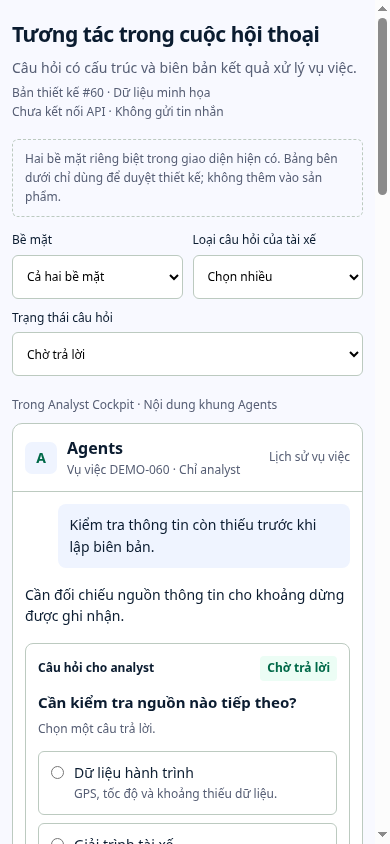 Tương tác trong cuộc hội thoại
Câu hỏi có cấu trúc và biên bản kết quả xử lý vụ việc.
Bản thiết kế #60 · Dữ liệu minh họa
Chưa kết nối API · Không gửi tin nhắn
Hai bề mặt riêng biệt trong giao diện hiện có. Bảng bên
dưới chỉ dùng để duyệt thiết kế; không thêm vào sản
phẩm.
Bề mặt
Loại câu hỏi của tài xế
Cả hai bề mặt
Chọn nhiều
Trạng thái câu hỏi
Chờ trả lời
Trong Analyst Cockpit · Nội dung khung Agents
A
Agents
Lịch sử vụ việc
Vụ việc DEMO-060 · Chỉ analyst
Kiểm tra thông tin còn thiếu trước khi
lập biên bản.
Cần đối chiếu nguồn thông tin cho khoảng dừng
được ghi nhận.
Câu hỏi cho analyst
Chờ trả lời
Cần kiểm tra nguồn nào tiếp theo?
Chọn một câu trả lời.
Dữ liệu hành trình
GPS, tốc độ và khoảng thiếu dữ liệu.
Giải trình tài xế